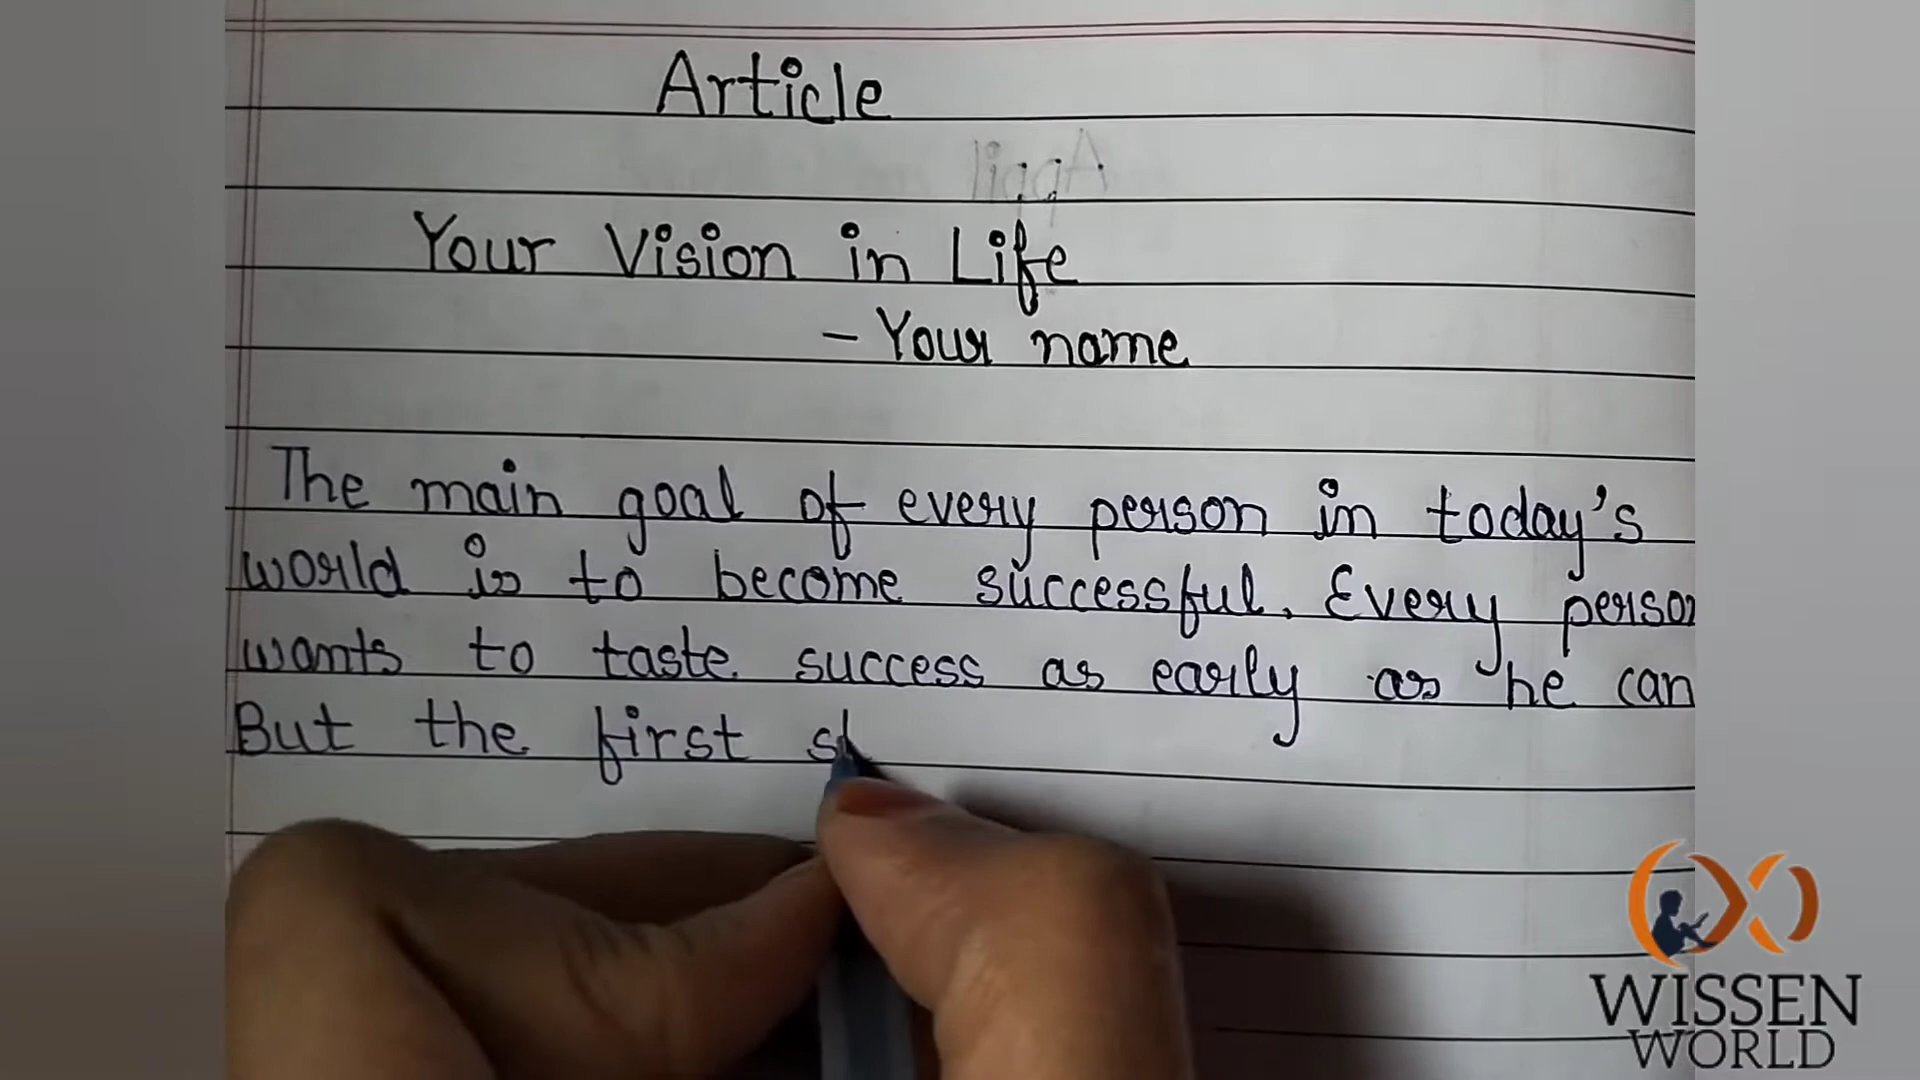 Article
Your Vision in Life
- Your name
The main goal of every person in today's
world is to become successful. Every person
wants to taste success as early as he can
But the first
WISSEN
WORLD